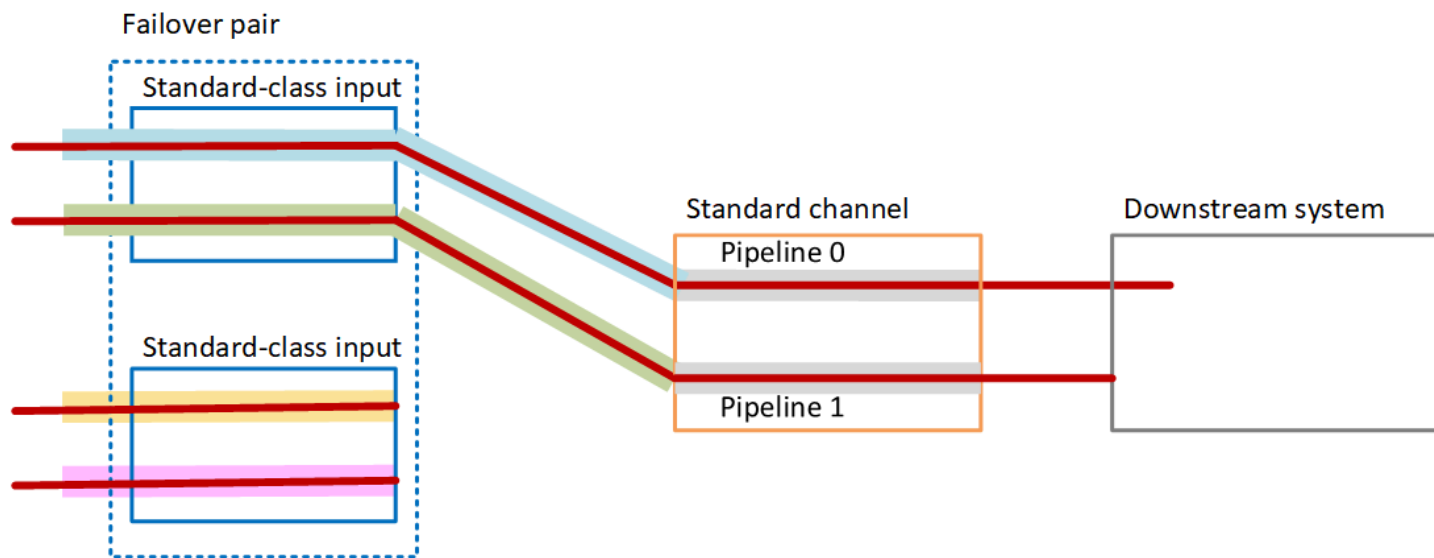 Failover pair
Standard-class input
Standard channel
Downstream system
Pipeline 0
Standard-class input
Pipeline 1